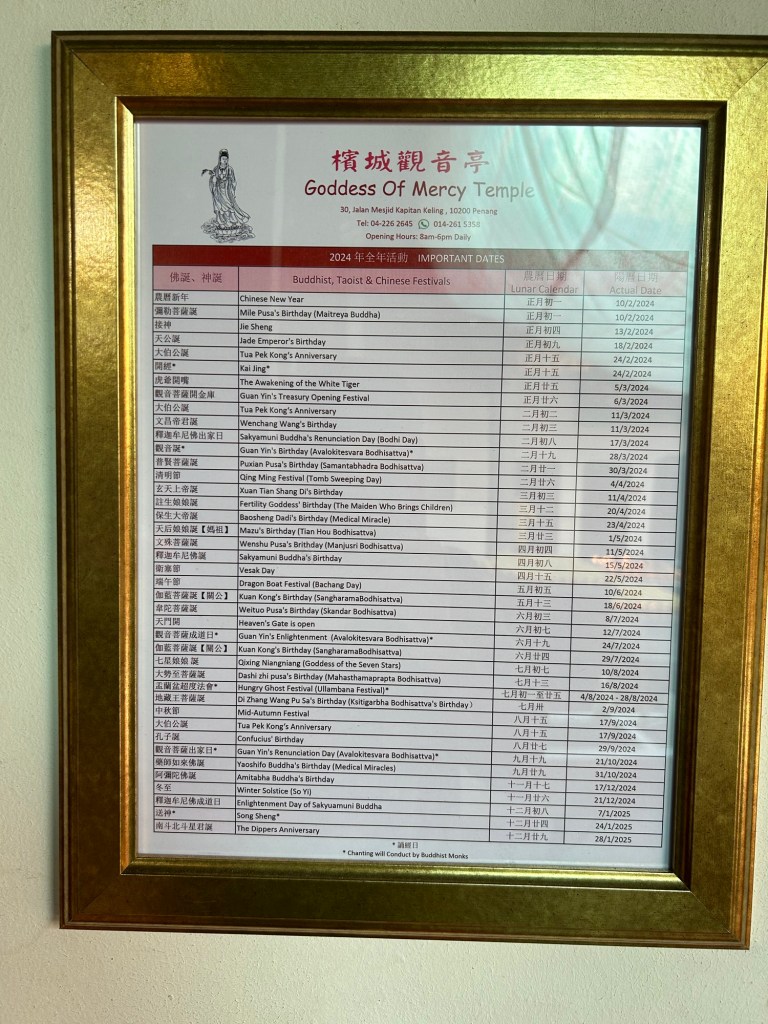 檳城觀音亭
Goddess Of Mercy Temple
30, Jalan Mesjid Kapitan Keling , 10200 Penang
Tel: 04-226 2645 014-261 5358
Opening Hours: 8am-6pm Daily
2024 年全年活動 IMPORTANT DATES
佛誕、神誕 Buddhist, Taoist & Chinese Festivals 農曆日期 Lunar Calendar 陽曆日期 Actual Date
農曆新年 Chinese New Year 正月初一 10/2/2024
彌勒菩薩誕 Mile Pusa's Birthday (Maitreya Buddha) 正月初一 10/2/2024
接神 Jie Sheng 正月初四 13/2/2024
天公誕 Jade Emperor's Birthday 正月初九 18/2/2024
大伯公誕 Tua Pek Kong's Anniversary 正月十五 24/2/2024
開經* Kai Jing* 正月十五 24/2/2024
虎爺開嘴 The Awakening of the White Tiger 正月廿五 5/3/2024
觀音菩薩開金庫 Guan Yin's Treasury Opening Festival 正月廿六 6/3/2024
大伯公誕 Tua Pek Kong's Anniversary 二月初二 11/3/2024
文昌帝君誕 Wenchang Wang's Birthday 二月初三 11/3/2024
釋迦牟尼佛出家日 Sakyamuni Buddha's Renunciation Day (Bodhi Day) 二月初八 17/3/2024
觀音誕* Guan Yin's Birthday (Avalokitesvara Bodhisattva)* 二月十九 28/3/2024
普賢菩薩誕 Puxian Pusa's Birthday (Samantabhadra Bodhisattva) 二月廿一 30/3/2024
清明節 Qing Ming Festival (Tomb Sweeping Day) 二月廿六 4/4/2024
玄天上帝誕 Xuan Tian Shang Di's Birthday 三月初三 11/4/2024
註生娘娘誕 Fertility Goddess' Birthday (The Maiden Who Brings Children) 三月十二 20/4/2024
保生大帝誕 Baosheng Dadi's Birthday (Medical Miracle) 三月十五 23/4/2024
天后娘娘誕【媽祖】 Mazu's Birthday (Tian Hou Bodhisattva) 三月廿三 1/5/2024
文殊菩薩誕 Wenshu Pusa's Brithday (Manjusri Bodhisattva) 四月初四 11/5/2024
釋迦牟尼佛誕 Sakyamuni Buddha's Birthday 四月初八 15/5/2024
衛塞節 Vesak Day 四月十五 22/5/2024
端午節 Dragon Boat Festival (Bachang Day) 五月初五 10/6/2024
伽藍菩薩誕【關公】 Kuan Kong's Birthday (SangharamaBodhisattva) 五月十三 18/6/2024
韋陀菩薩誕 Weituo Pusa's Birthday (Skandar Bodhisattva) 六月初三 8/7/2024
天門開 Heaven's Gate is open 六月初七 12/7/2024
觀音菩薩成道日* Guan Yin's Enlightenment (Avalokitesvara Bodhisattva)* 六月十九 24/7/2024
伽藍菩薩誕【關公】 Kuan Kong's Birthday (SangharamaBodhisattva) 六月廿四 29/7/2024
七星娘娘 誕 Qixing Niangniang (Goddess of the Seven Stars) 七月初七 10/8/2024
大勢至菩薩誕 Dashi zhi pusa's Birthday (Mahasthamaprapta Bodhisattva) 七月十三 16/8/2024
盂蘭盆超度法會* Hungry Ghost Festival (Ullambana Festival)* 七月初一至廿五 4/8/2024 - 28/8/2024
地藏王菩薩誕 Di Zhang Wang Pu Sa's Birthday (Ksitigarbha Bodhisattva's Birthday ) 七月卅 2/9/2024
中秋節 Mid-Autumn Festival 八月十五 17/9/2024
大伯公誕 Tua Pek Kong's Anniversary 八月十五 17/9/2024
孔子誕 Confucius' Birthday 八月廿七 29/9/2024
觀音菩薩出家日* Guan Yin's Renunciation Day (Avalokitesvara Bodhisattva)* 九月十九 21/10/2024
藥師如來佛誕 Yaoshifo Buddha's Birthday (Medical Miracles) 九月廿九 31/10/2024
阿彌陀佛誕 Amitabha Buddha's Birthday 十一月十七 17/12/2024
冬至 Winter Solstice (So Yi) 十一月廿六 21/12/2024
釋迦牟尼佛成道日 Enlightenment Day of Sakyuamuni Buddha 十二月初八 7/1/2025
送神* Song Sheng* 十二月廿四 24/1/2025
南斗北斗星君誕 The Dippers Anniversary 十二月廿九 28/1/2025
* 誦經日
* Chanting will Conduct by Buddhist Monks